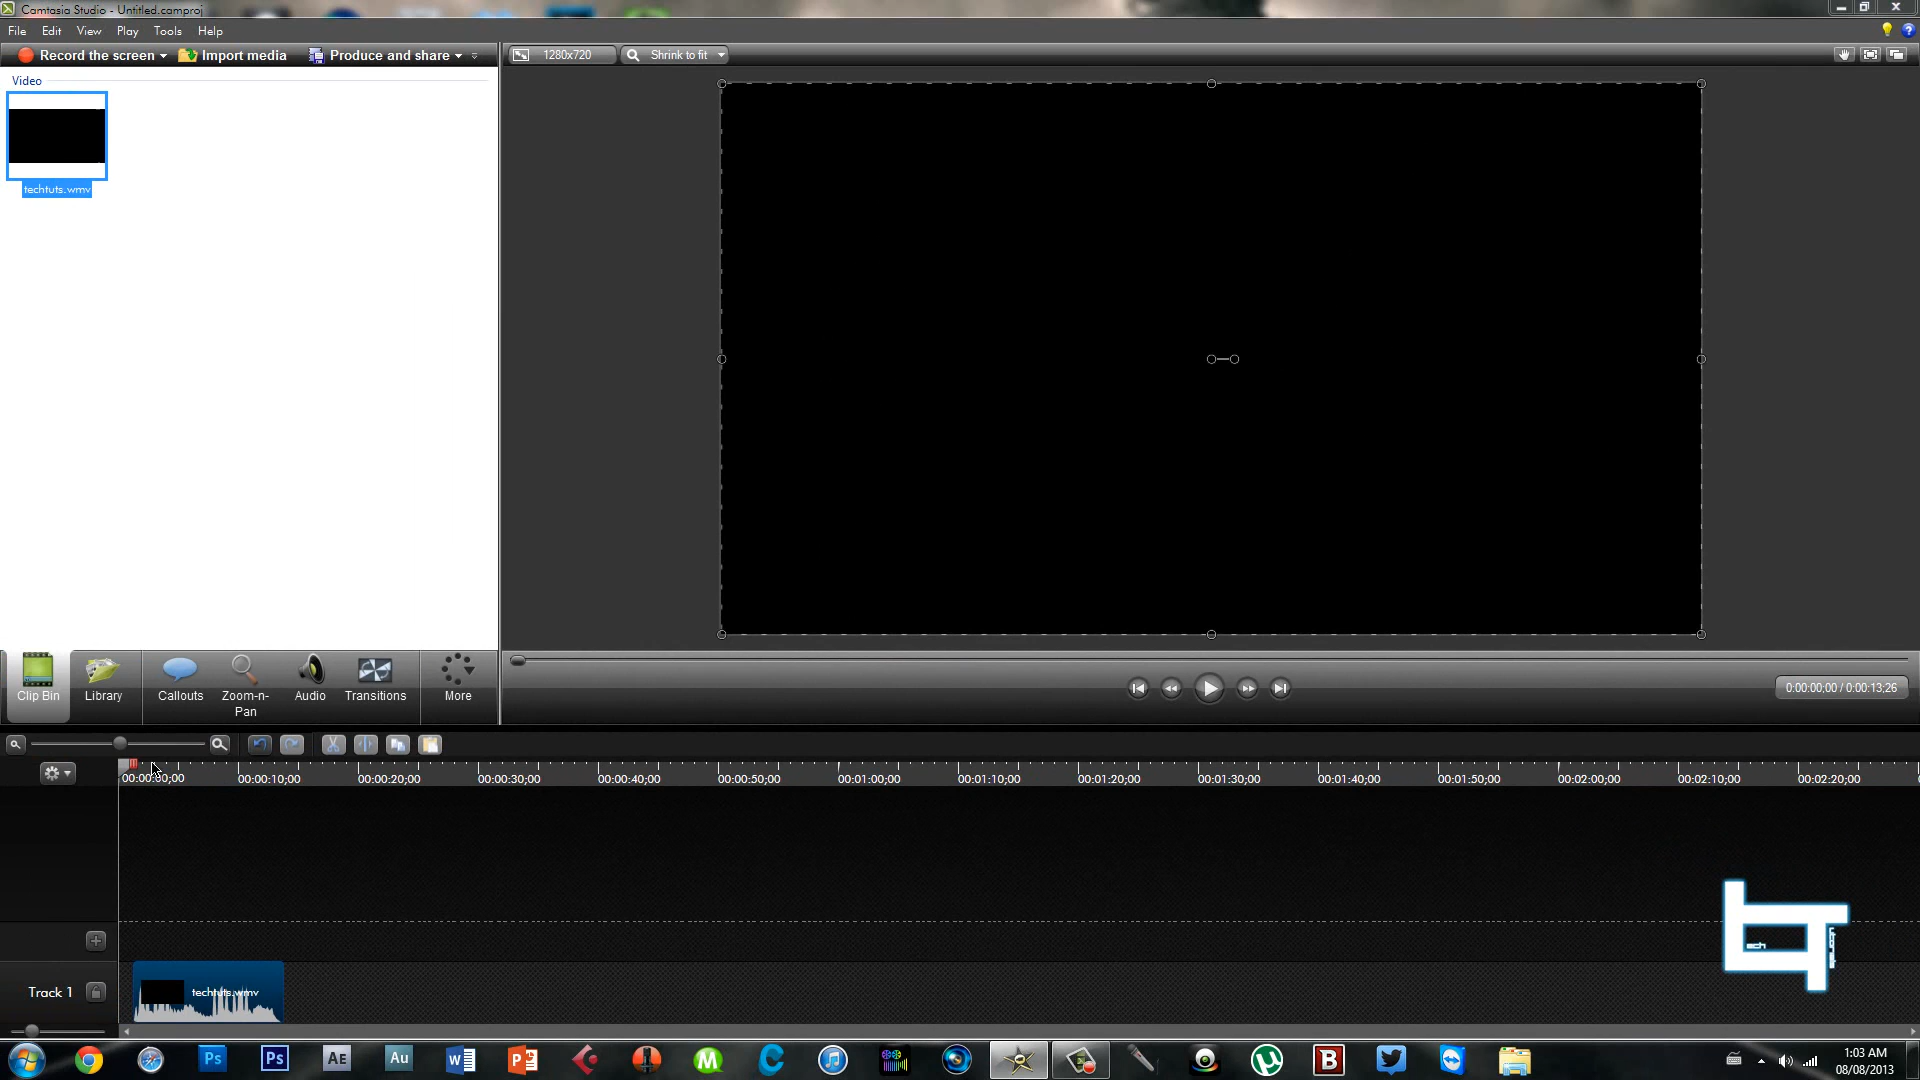 Camtasia Studio - Untitled.camproj
File Edit View Play Tools Help
Record the screen Import media Produce and share
1280x720 Shrink to fit
Video
techtuts.wmv
Clip Bin Library Callouts Zoom-n-Pan Audio Transitions More
0:00:00;00 / 0:00:13;26
00:00:00;00 00:00:10;00 00:00:20;00 00:00:30;00 00:00:40;00 00:00:50;00 00:01:00;00 00:01:10;00 00:01:20;00 00:01:30;00 00:01:40;00 00:01:50;00 00:02:00;00 00:02:10;00 00:02:20;00
Track 1 techtuts.wmv
Ps Ps AE Au W P M C B
1:03 AM
08/08/2013